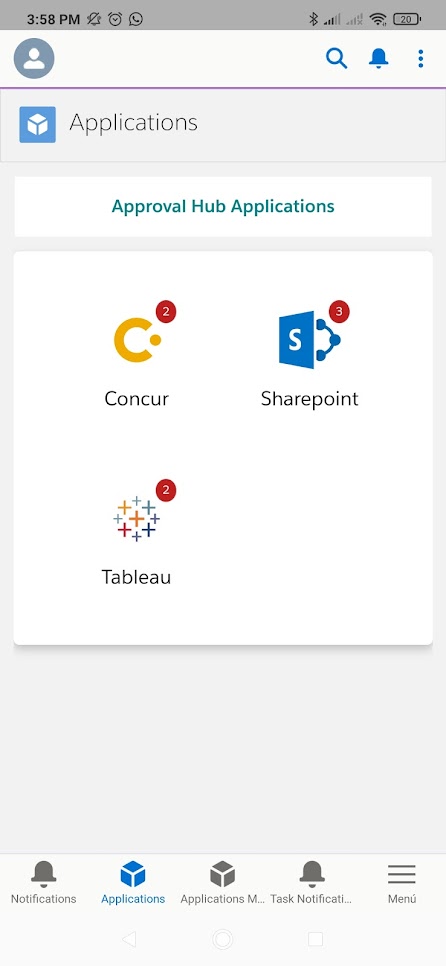 3:58 PM 20
Applications
Approval Hub Applications
2 3
S
Concur Sharepoint
2
Tableau
Notifications Applications Applications M... Task Notificati... Menú